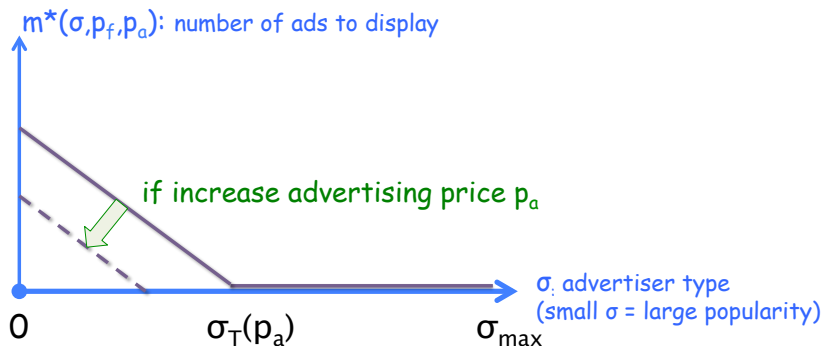 m*(σ,pf,pa): number of ads to display
if increase advertising price pa
σ: advertiser type
(small σ = large popularity)
0
σT(pa)
σmax